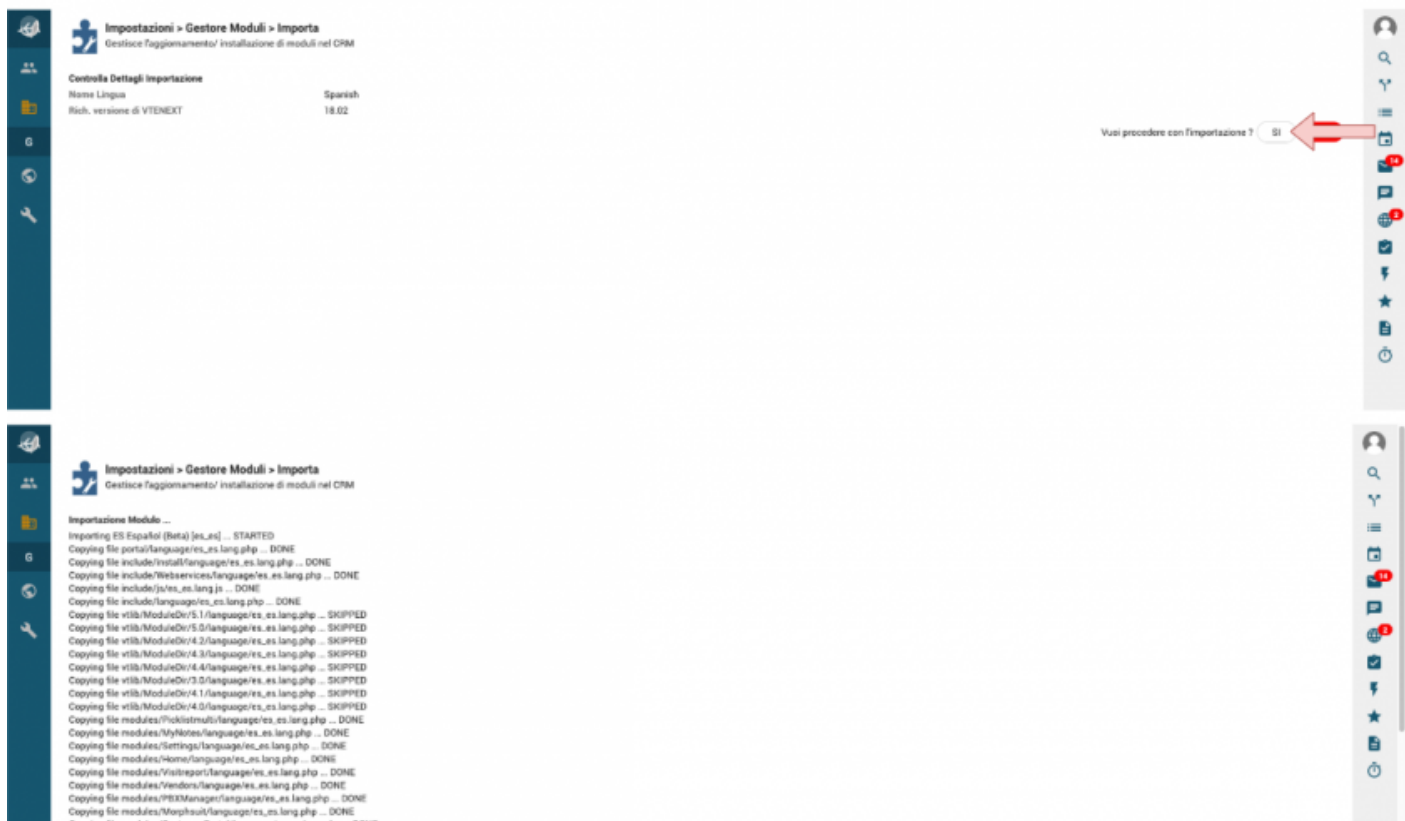 Impostazioni > Gestore Moduli > Importa
Gestisce l'aggiornamento/ installazione di moduli nel CRM
Controlla Dettagli Importazione
Nome Lingua Spanish
Rich. versione di VTENEXT 18.02
Vuoi procedere con l'importazione ? SI
G
14
2
Impostazioni > Gestore Moduli > Importa
Gestisce l'aggiornamento/ installazione di moduli nel CRM
Importazione Modulo ...
Importing ES Español (Beta) [es_es] ... STARTED
Copying file portal/language/es_es.lang.php ... DONE
Copying file include/install/language/es_es.lang.php ... DONE
Copying file include/Webservices/language/es_es.lang.php ... DONE
Copying file include/js/es_es.lang.js ... DONE
Copying file include/language/es_es.lang.php ... DONE
Copying file vtlib/ModuleDir/5.1/language/es_es.lang.php ... SKIPPED
Copying file vtlib/ModuleDir/5.0/language/es_es.lang.php ... SKIPPED
Copying file vtlib/ModuleDir/4.2/language/es_es.lang.php ... SKIPPED
Copying file vtlib/ModuleDir/4.3/language/es_es.lang.php ... SKIPPED
Copying file vtlib/ModuleDir/4.4/language/es_es.lang.php ... SKIPPED
Copying file vtlib/ModuleDir/3.0/language/es_es.lang.php ... SKIPPED
Copying file vtlib/ModuleDir/4.1/language/es_es.lang.php ... SKIPPED
Copying file vtlib/ModuleDir/4.0/language/es_es.lang.php ... SKIPPED
Copying file modules/Picklistmulti/language/es_es.lang.php ... DONE
Copying file modules/MyNotes/language/es_es.lang.php ... DONE
Copying file modules/Settings/language/es_es.lang.php ... DONE
Copying file modules/Home/language/es_es.lang.php ... DONE
Copying file modules/Visitreport/language/es_es.lang.php ... DONE
Copying file modules/Vendors/language/es_es.lang.php ... DONE
Copying file modules/PBXManager/language/es_es.lang.php ... DONE
Copying file modules/Morphsuit/language/es_es.lang.php ... DONE
G
14
2